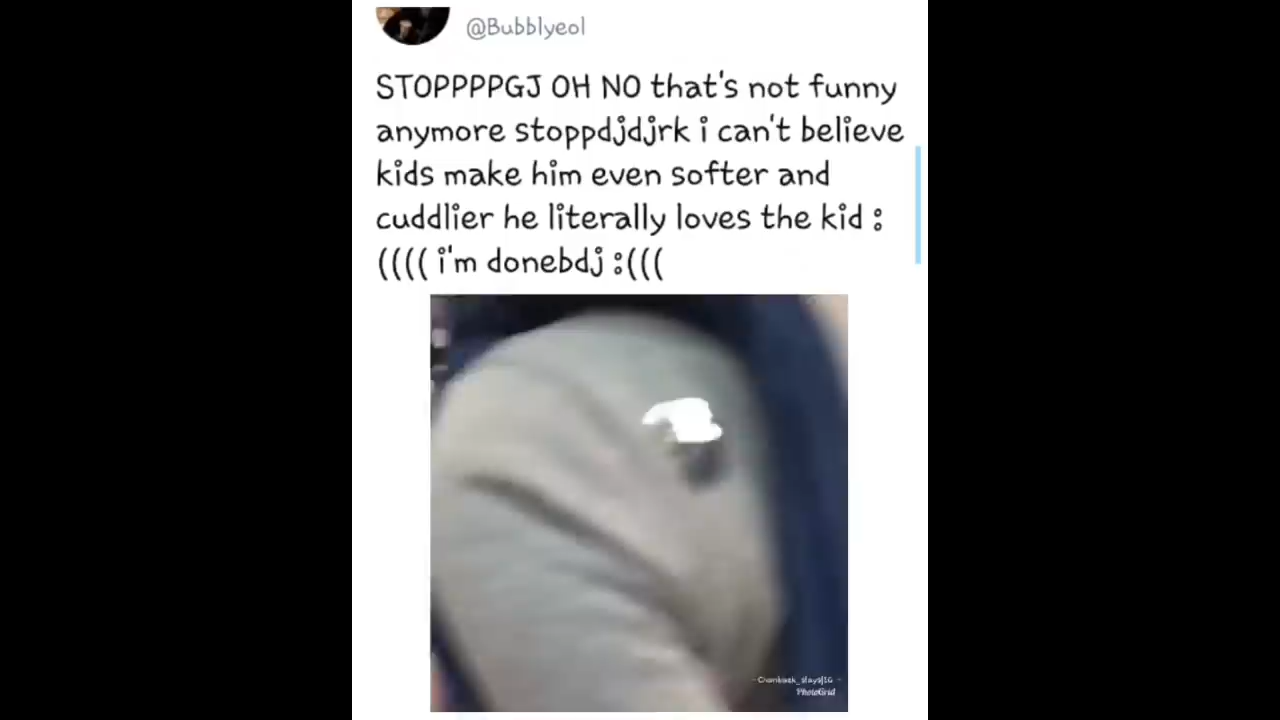 @Bubblyeol
STOPPPPGJ OH NO that's not funny
anymore stoppdjdjrk i can't believe
kids make him even softer and
cuddlier he literally loves the kid :
(((( i'm donebdj :(((
PhotoGrid